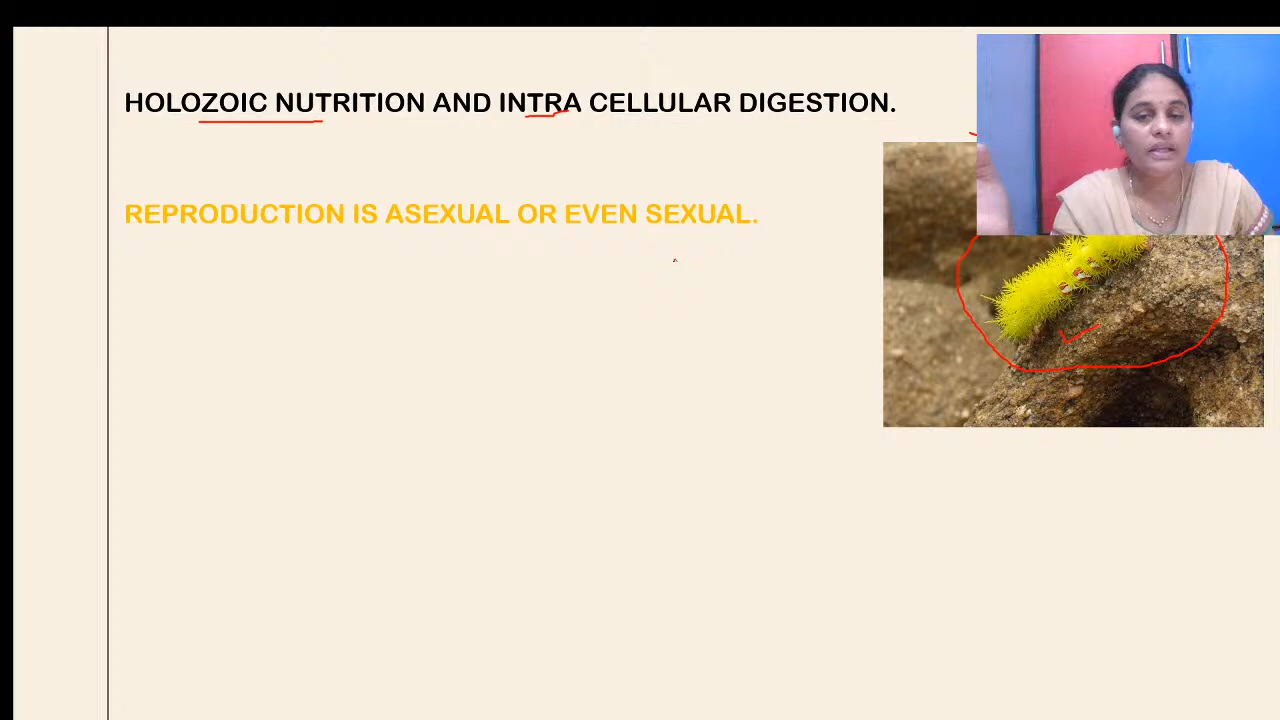 HOLOZOIC NUTRITION AND INTRA CELLULAR DIGESTION.
REPRODUCTION IS ASEXUAL OR EVEN SEXUAL.